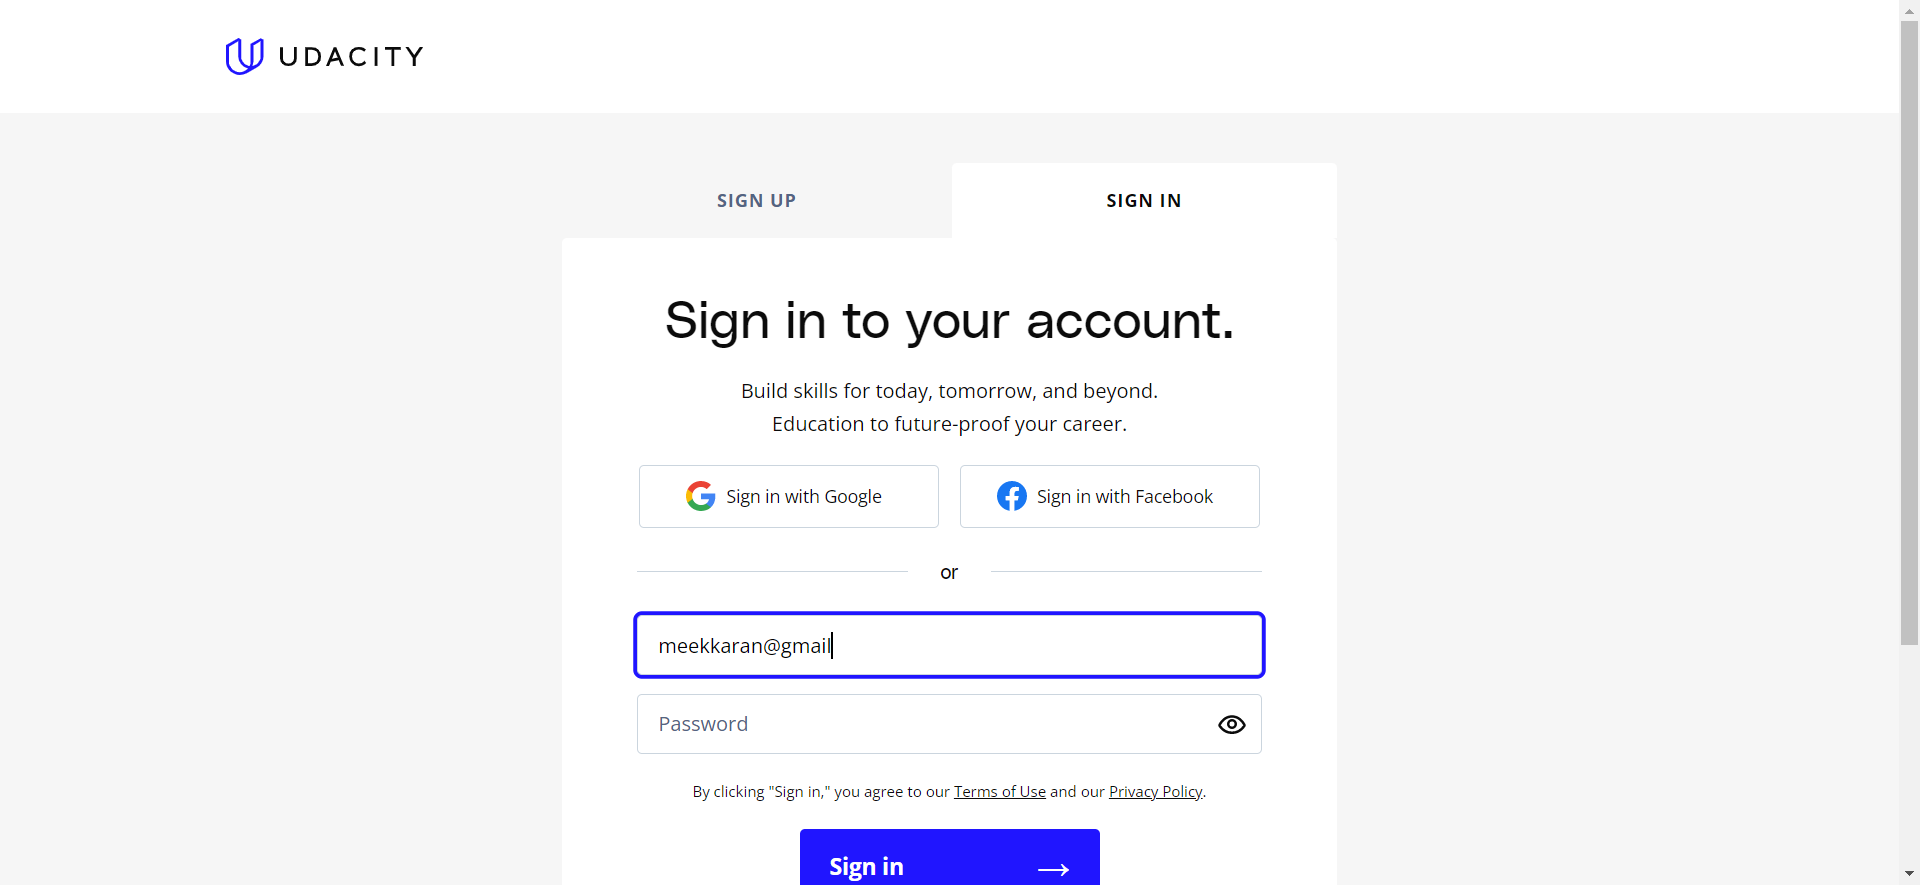 UDACITY
SIGN UP
SIGN IN
Sign in to your account.
Build skills for today, tomorrow, and beyond.
Education to future-proof your career.
Sign in with Google
Sign in with Facebook
or
meekkaran@gmail
Password
By clicking "Sign in," you agree to our Terms of Use and our Privacy Policy.
Sign in